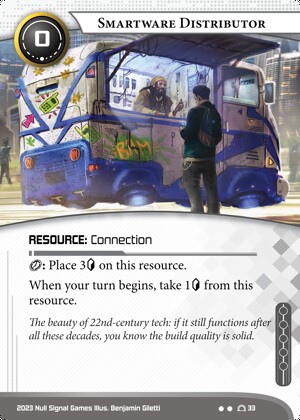 0
SMARTWARE DISTRIBUTOR
BLAM
RESOURCE: Connection
: Place 3 on this resource.
When your turn begins, take 1 from this
resource.
The beauty of 22nd-century tech: if it still functions after
all these decades, you know the build quality is solid.
2023 Null Signal Games Illus. Benjamin Giletti
33